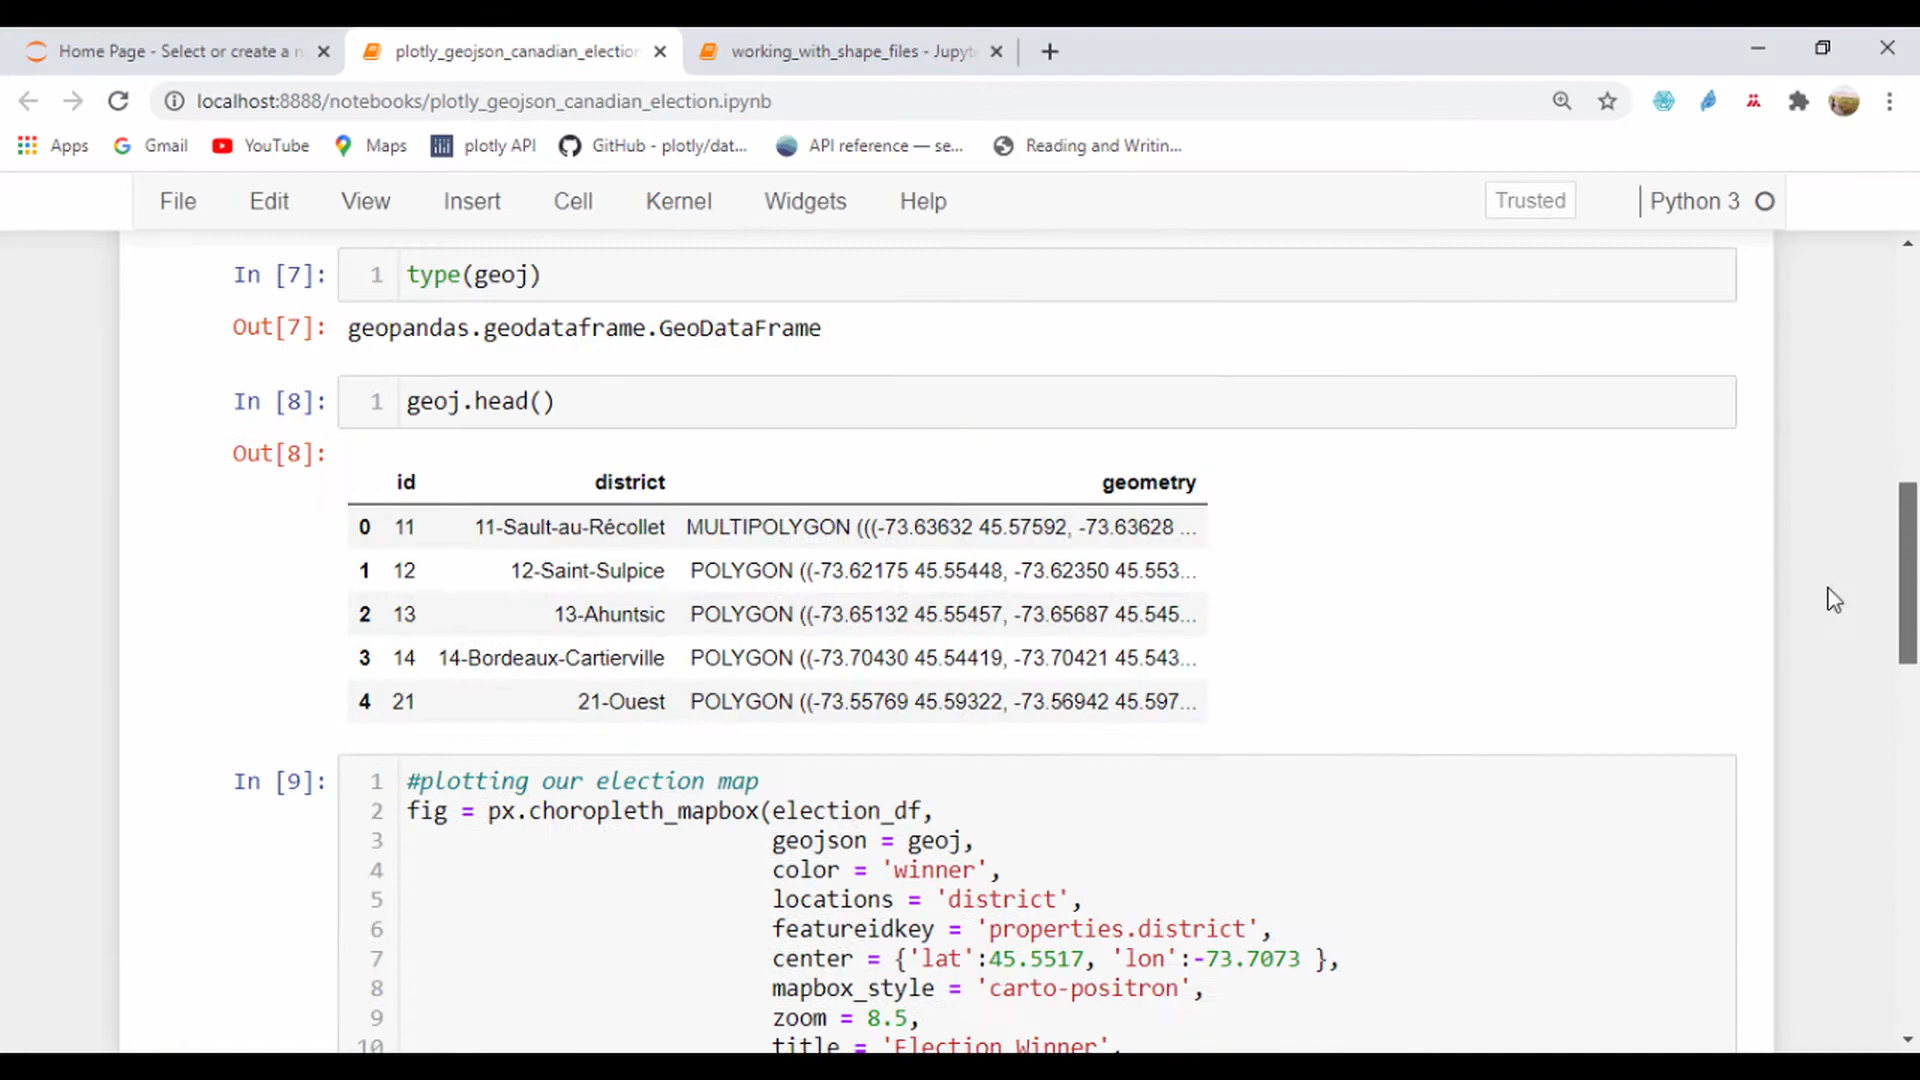 Home Page - Select or create a n
plotly_geojson_canadian_election
working_with_shape_files - Jupyt
localhost:8888/notebooks/plotly_geojson_canadian_election.ipynb
Apps Gmail YouTube Maps plotly API GitHub - plotly/dat... API reference — se... Reading and Writin...
File Edit View Insert Cell Kernel Widgets Help Trusted Python 3
In [7]: 1 type(geoj)
Out[7]: geopandas.geodataframe.GeoDataFrame
In [8]: 1 geoj.head()
Out[8]:
id district geometry
0 11 11-Sault-au-Récollet MULTIPOLYGON (((-73.63632 45.57592, -73.63628 ...
1 12 12-Saint-Sulpice POLYGON ((-73.62175 45.55448, -73.62350 45.553...
2 13 13-Ahuntsic POLYGON ((-73.65132 45.55457, -73.65687 45.545...
3 14 14-Bordeaux-Cartierville POLYGON ((-73.70430 45.54419, -73.70421 45.543...
4 21 21-Ouest POLYGON ((-73.55769 45.59322, -73.56942 45.597...
In [9]: 1 #plotting our election map
2 fig = px.choropleth_mapbox(election_df,
3 geojson = geoj,
4 color = 'winner',
5 locations = 'district',
6 featureidkey = 'properties.district',
7 center = {'lat':45.5517, 'lon':-73.7073 },
8 mapbox_style = 'carto-positron',
9 zoom = 8.5,
10 title = 'Election Winner',